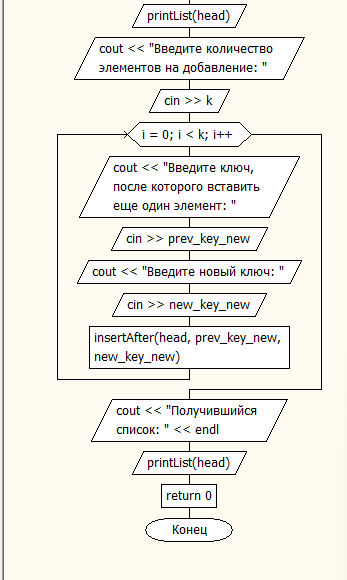 printList(head)
cout << "Введите количество
элементов на добавление: "
cin >> k
i = 0; i < k; i++
cout << "Введите ключ,
после которого вставить
еще один элемент: "
cin >> prev_key_new
cout << "Введите новый ключ: "
cin >> new_key_new
insertAfter(head, prev_key_new,
new_key_new)
cout << "Получившийся
список: " << endl
printList(head)
return 0
Конец